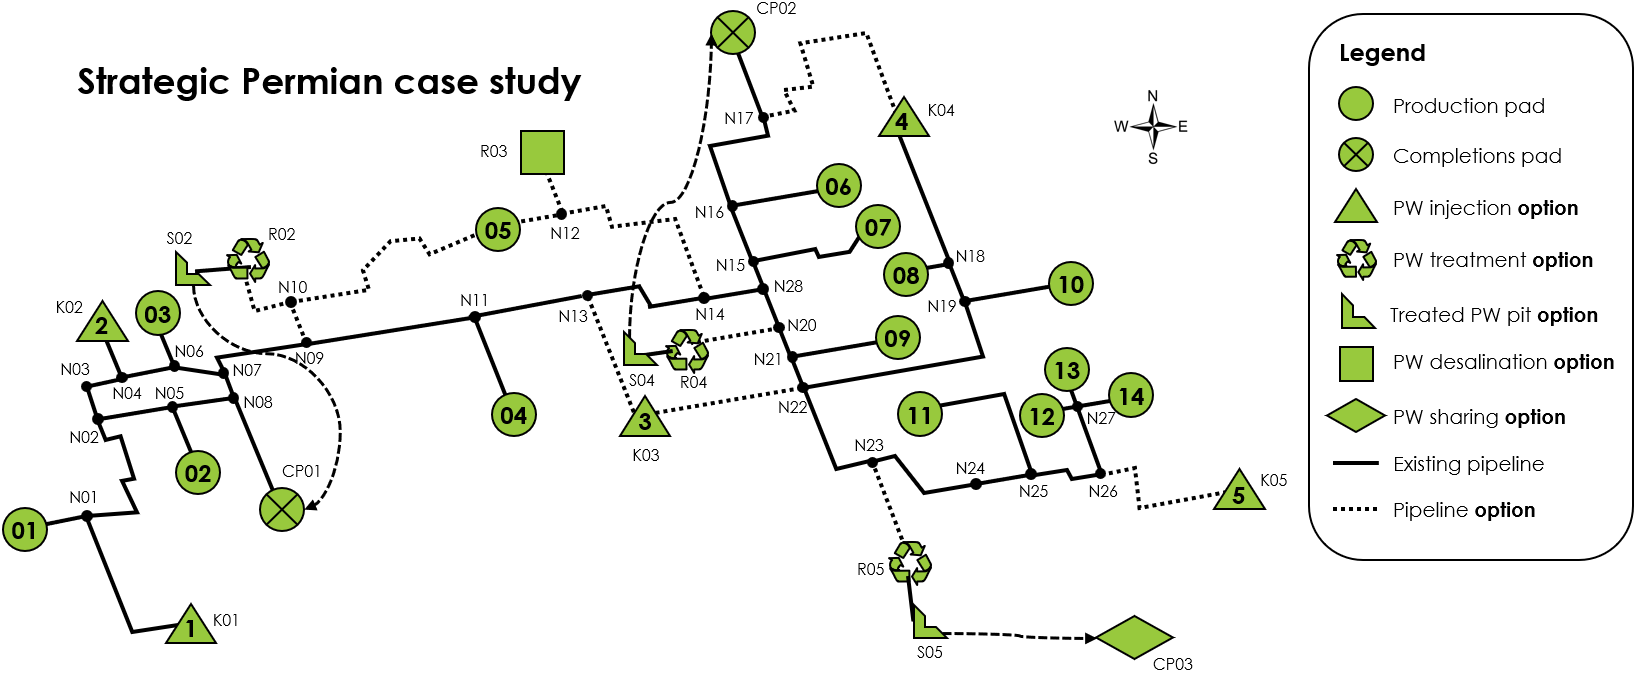 CP02
Strategic Permian case study
N17
4
K04
N
W
E
S
R03
06
N16
07
05
N12
S02
R02
N15
08
N18
N10
N28
10
K02
03
2
N11
N13
N14
N19
N20
09
N06
N09
N21
N03
N07
S04
R04
N04
N05
N08
13
14
N22
11
12
N27
04
3
N02
K03
N23
02
CP01
N24
N25
N26
K05
5
N01
01
R05
1
K01
S05
CP03
Legend
Production pad
Completions pad
PW injection option
PW treatment option
Treated PW pit option
PW desalination option
PW sharing option
Existing pipeline
Pipeline option